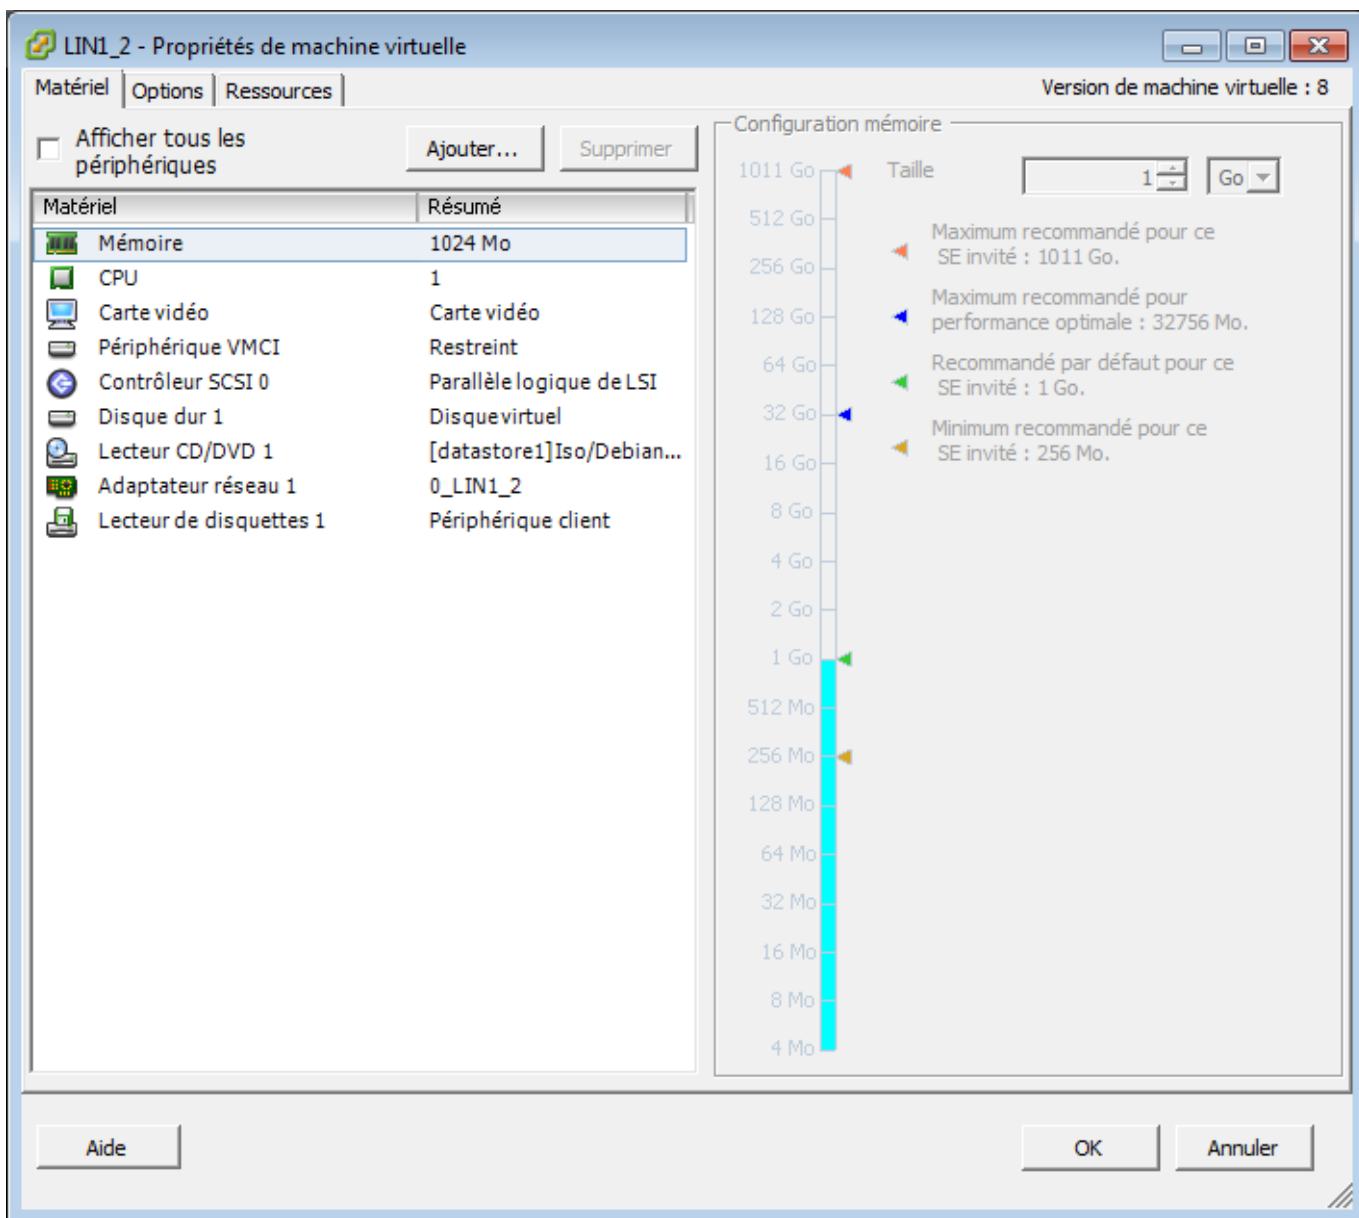 LIN1_2 - Propriétés de machine virtuelle
Matériel Options Ressources Version de machine virtuelle : 8
Afficher tous les
périphériques
Ajouter... Supprimer
Matériel Résumé
Mémoire 1024 Mo
CPU 1
Carte vidéo Carte vidéo
Périphérique VMCI Restreint
Contrôleur SCSI 0 Parallèle logique de LSI
Disque dur 1 Disque virtuel
Lecteur CD/DVD 1 [datastore1] Iso/Debian...
Adaptateur réseau 1 0_LIN1_2
Lecteur de disquettes 1 Périphérique client
Configuration mémoire
1011 Go
512 Go
256 Go
128 Go
64 Go
32 Go
16 Go
8 Go
4 Go
2 Go
1 Go
512 Mo
256 Mo
128 Mo
64 Mo
32 Mo
16 Mo
8 Mo
4 Mo
Taille 1 Go
Maximum recommandé pour ce
SE invité : 1011 Go.
Maximum recommandé pour
performance optimale : 32756 Mo.
Recommandé par défaut pour ce
SE invité : 1 Go.
Minimum recommandé pour ce
SE invité : 256 Mo.
Aide OK Annuler